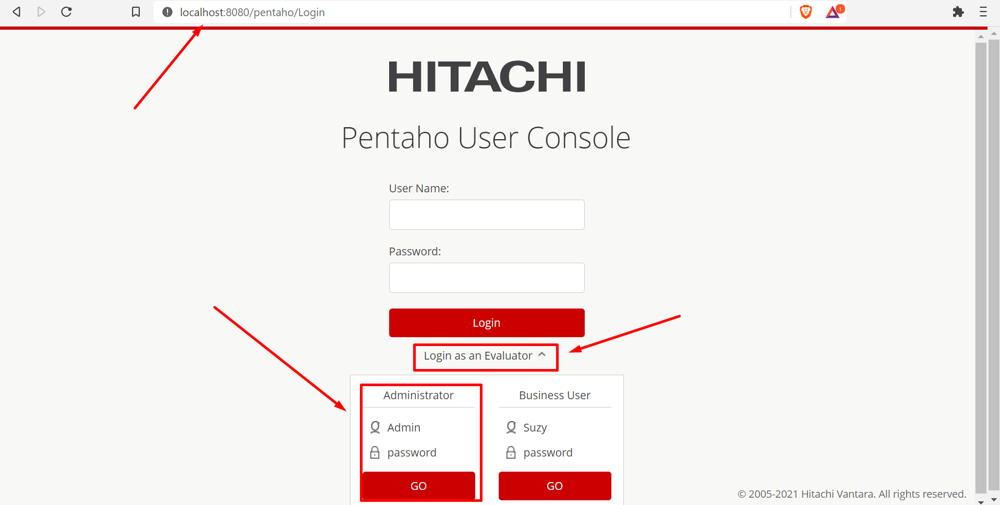 localhost:8080/pentaho/Login
1
HITACHI
Pentaho User Console
User Name:
Password:
Login
Login as an Evaluator
Administrator
Admin
password
GO
Business User
Suzy
password
GO
© 2005-2021 Hitachi Vantara. All rights reserved.